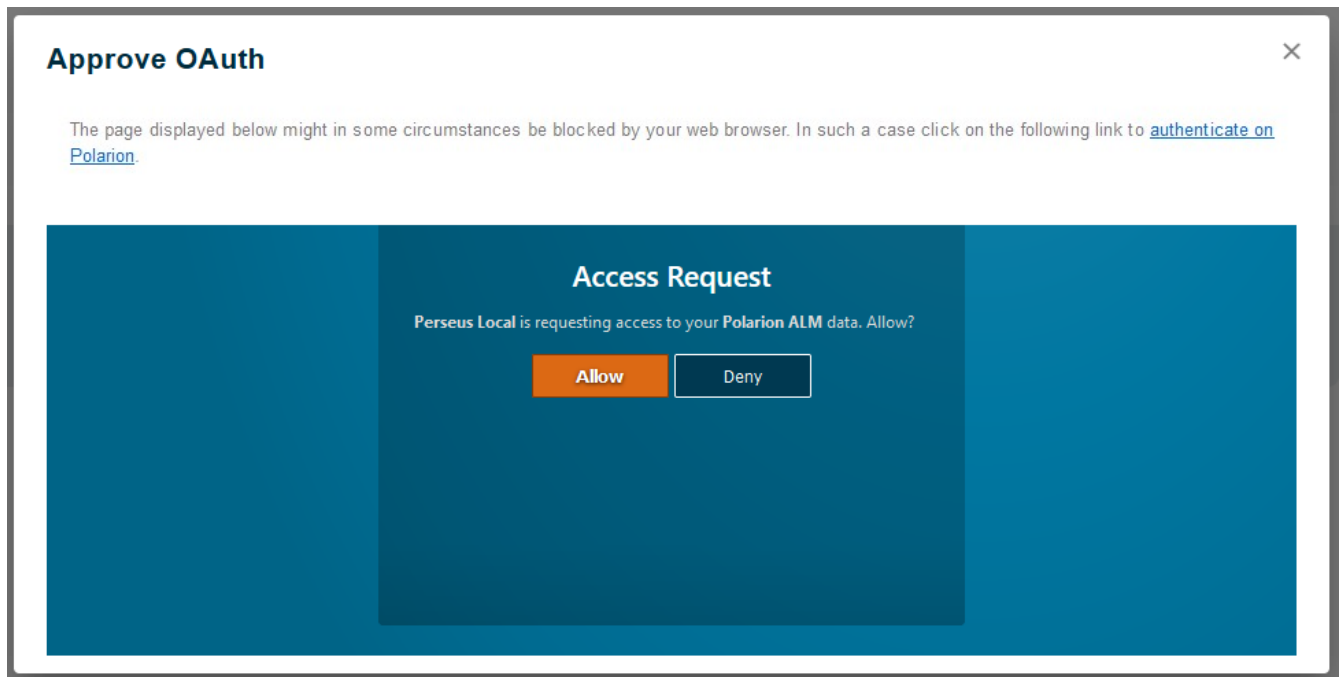 Approve OAuth
The page displayed below might in some circumstances be blocked by your web browser. In such a case click on the following link to authenticate on
Polarion.
Access Request
Perseus Local is requesting access to your Polarion ALM data. Allow?
Allow Deny